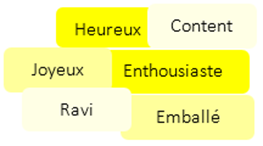 Heureux
Content
Joyeux
Enthousiaste
Ravi
Emballé